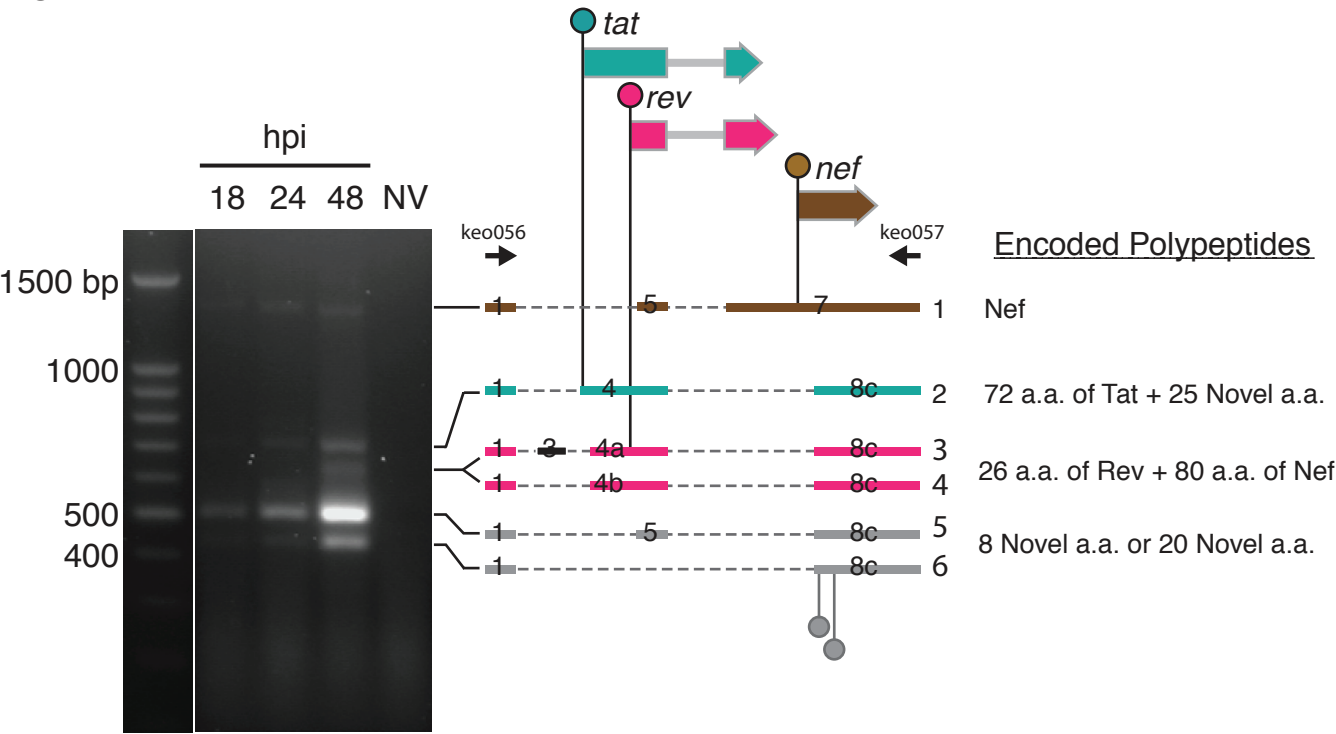 tat
rev
hpi
nef
18 24 48 NV
keo056
keo057
Encoded Polypeptides
1500 bp
1 5 7 1 Nef
1000
1 4 8c 2 72 a.a. of Tat + 25 Novel a.a.
1 3 4a 8c 3
26 a.a. of Rev + 80 a.a. of Nef
1 4b 8c 4
500
1 5 8c 5
8 Novel a.a. or 20 Novel a.a.
400
1 8c 6